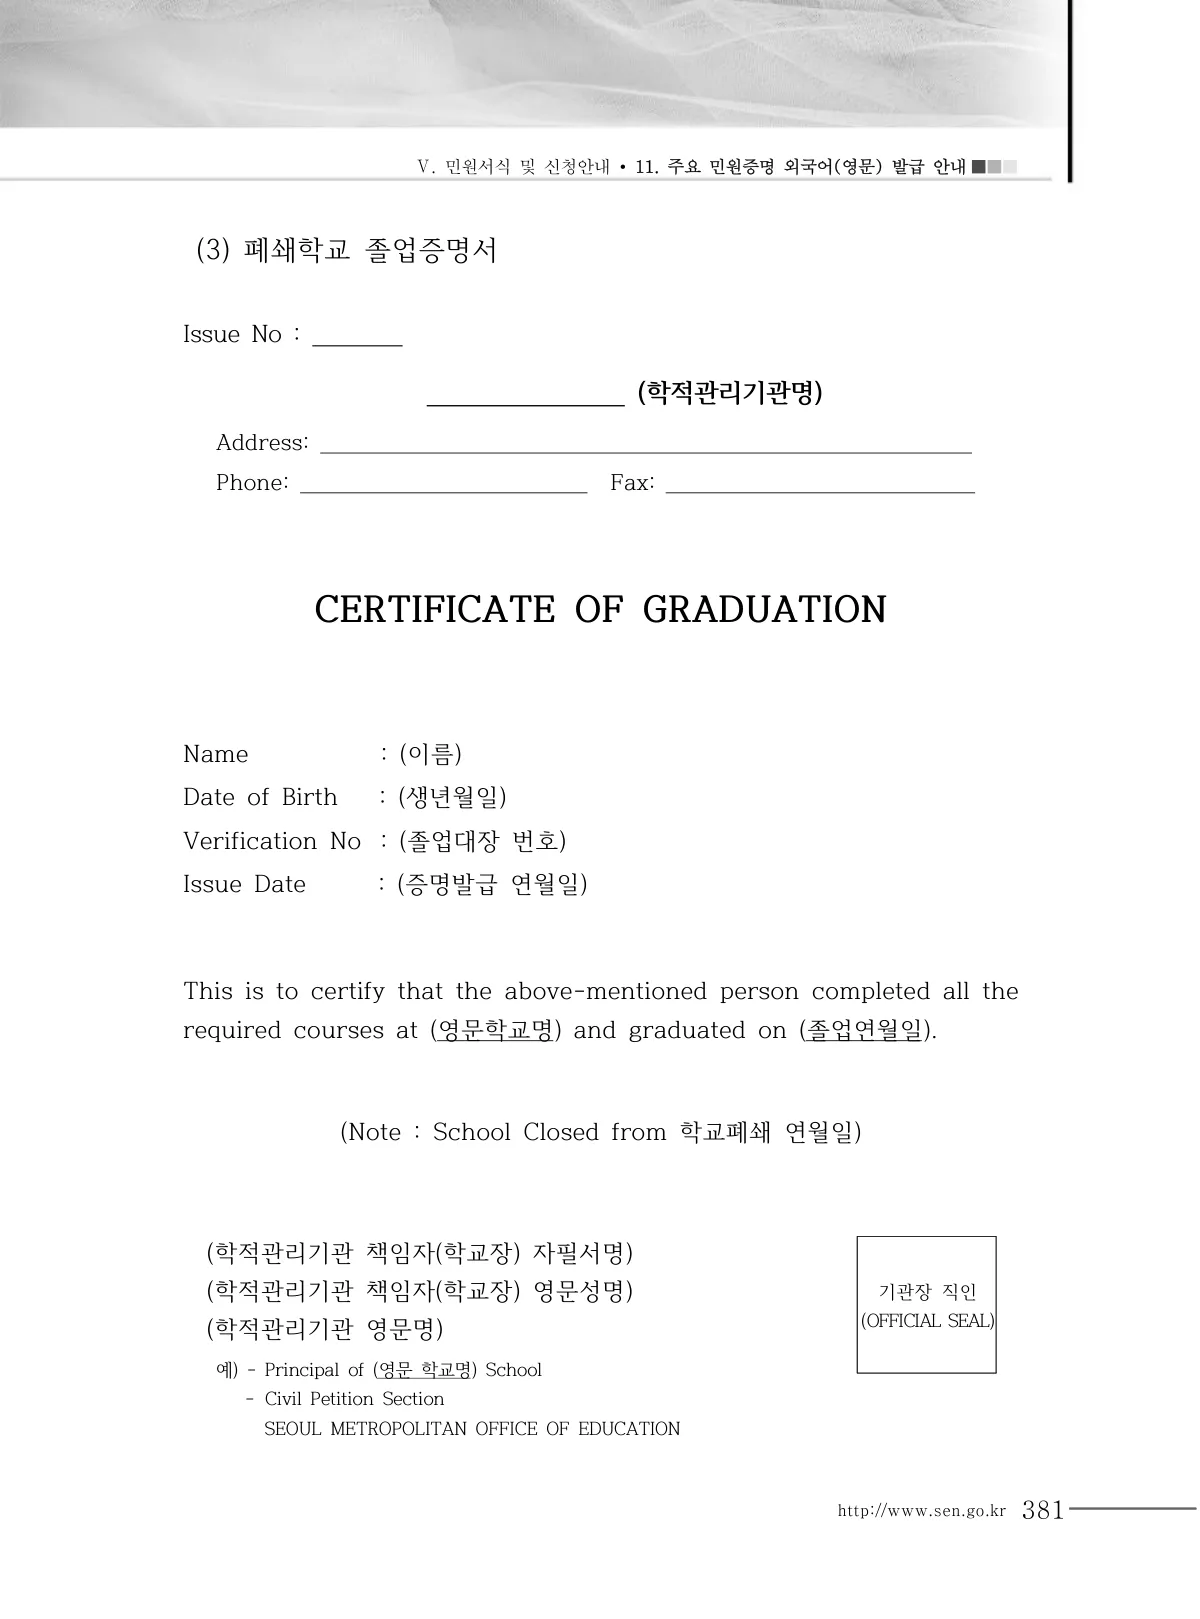 Ⅴ. 민원서식 및 신청안내 • 11. 주요 민원증명 외국어(영문) 발급 안내
(3) 폐쇄학교 졸업증명서
Issue No : _______
_______________ (학적관리기관명)
Address: ______________________________
Phone: ____________________ Fax: ____________________
CERTIFICATE OF GRADUATION
Name : (이름)
Date of Birth : (생년월일)
Verification No : (졸업대장 번호)
Issue Date : (증명발급 연월일)
This is to certify that the above-mentioned person completed all the
required courses at (영문학교명) and graduated on (졸업연월일).
(Note : School Closed from 학교폐쇄 연월일)
(학적관리기관 책임자(학교장) 자필서명)
(학적관리기관 책임자(학교장) 영문성명)
(학적관리기관 영문명)
기관장 직인
(OFFICIAL SEAL)
예) - Principal of (영문 학교명) School
- Civil Petition Section
SEOUL METROPOLITAN OFFICE OF EDUCATION
http://www.sen.go.kr 381